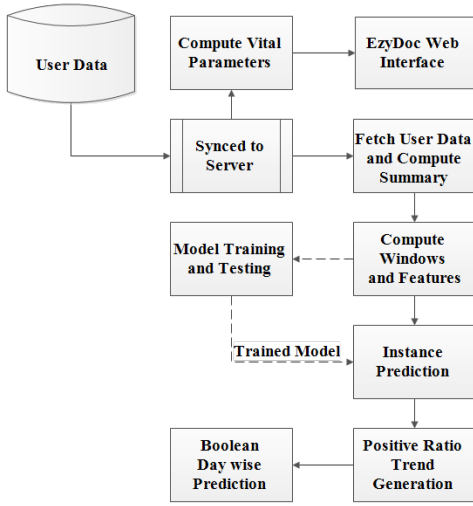 User Data
Compute Vital
Parameters
EzyDoc Web
Interface
Synced to
Server
Fetch User Data
and Compute
Summary
Model Training
and Testing
Compute
Windows
and Features
Trained Model
Instance
Prediction
Boolean
Day wise
Prediction
Positive Ratio
Trend
Generation